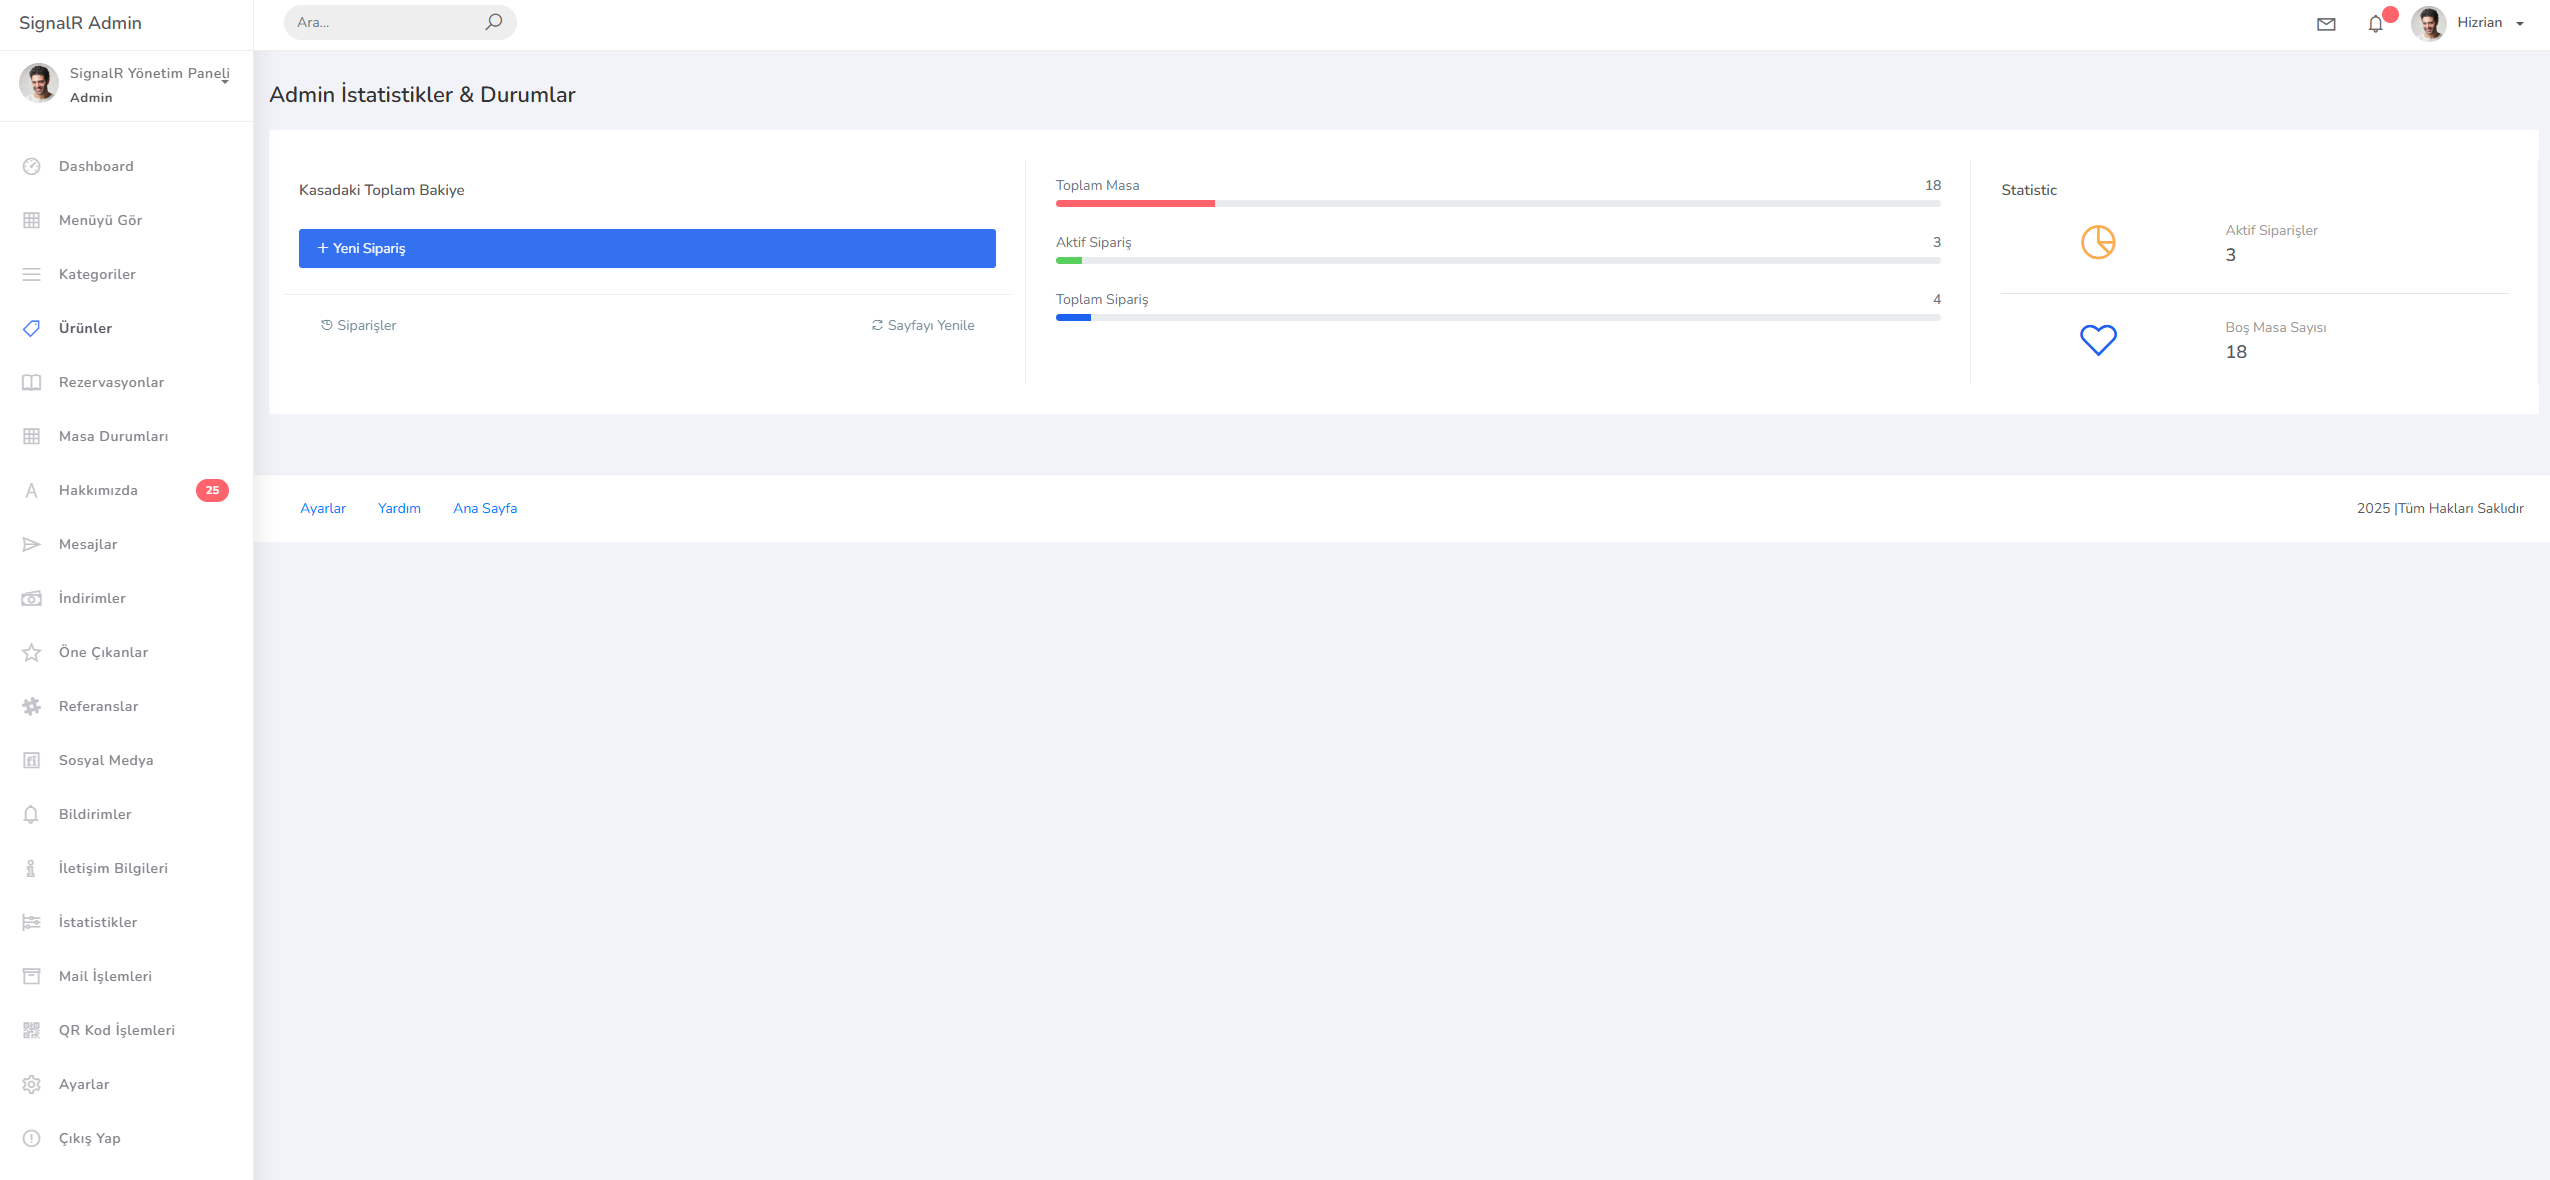 SignalR Admin
Ara...
Hizrian
SignalR Yönetim Paneli
Admin
Dashboard
Menüyü Gör
Kategoriler
Ürünler
Rezervasyonlar
Masa Durumları
Hakkımızda
25
Mesajlar
İndirimler
Öne Çıkanlar
Referanslar
Sosyal Medya
Bildirimler
İletişim Bilgileri
İstatistikler
Mail İşlemleri
QR Kod İşlemleri
Ayarlar
Çıkış Yap
Admin İstatistikler & Durumlar
Kasadaki Toplam Bakiye
+ Yeni Sipariş
Siparişler
Sayfayı Yenile
Toplam Masa 18
Aktif Sipariş 3
Toplam Sipariş 4
Statistic
Aktif Siparişler
3
Boş Masa Sayısı
18
Ayarlar Yardım Ana Sayfa
2025 |Tüm Hakları Saklıdır